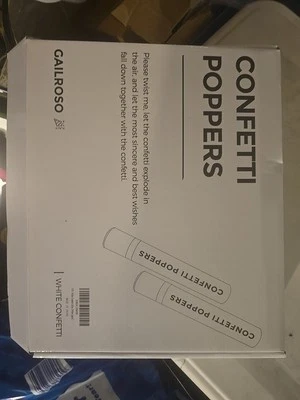 CONFETTI
POPPERS
Please twist me, let the confetti explode in
the air, and let the most sincere and best wishes
fall down together with the confetti.
GAILROSO
WHITE CONFETTI
CONFETTI POPPERS
CONFETTI POPPERS